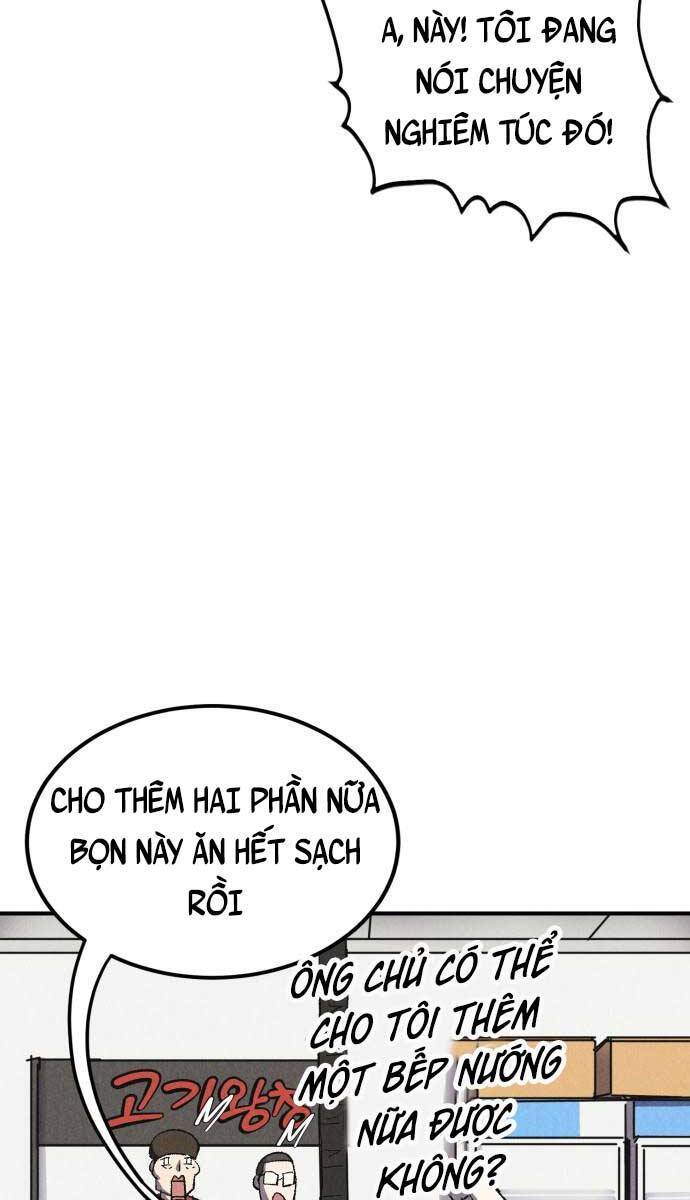 A, NÀY! TÔI ĐANG
NÓI CHUYỆN
NGHIÊM TÚC ĐÓ!
CHO THÊM HAI PHẦN NỮA
BỌN NÀY ĂN HẾT SẠCH
RỒI
ÔNG CHỦ CÓ THỂ
CHO TÔI THÊM
MỘT BẾP NƯỚNG
NỮA ĐƯỢC
KHÔNG?
고기왕창